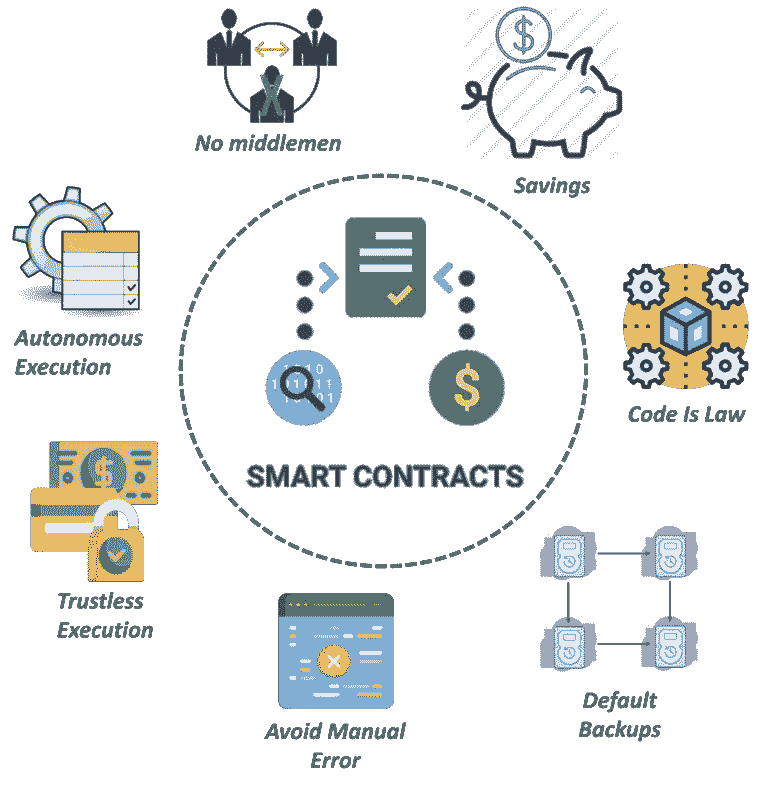 No middlemen
Savings
Autonomous
Execution
Code Is Law
SMART CONTRACTS
Trustless
Execution
Default
Backups
Avoid Manual
Error